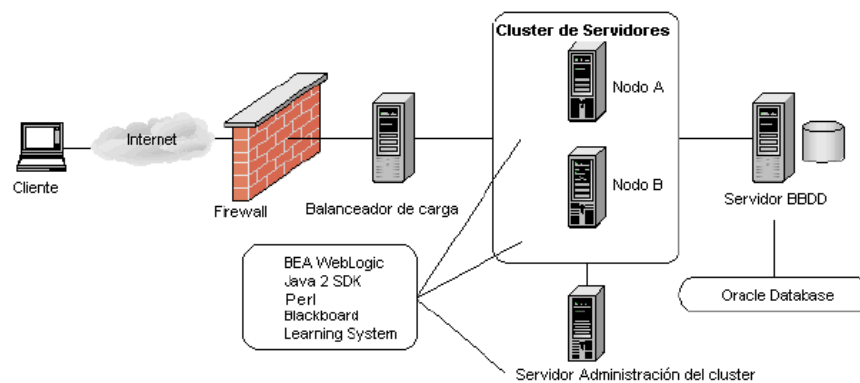 Cluster de Servidores
Nodo A
Internet
Cliente
Nodo B
Firewall
Balanceador de carga
Servidor BBDD
BEA WebLogic
Java 2 SDK
Perl
Blackboard
Learning System
Oracle Database
Servidor Administración del cluster